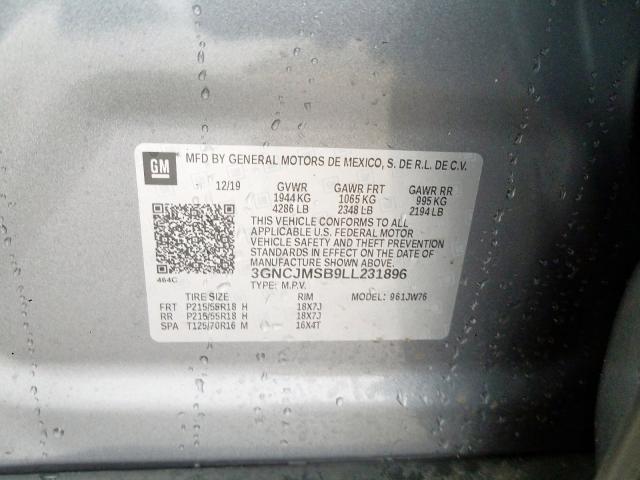 GM MFD BY GENERAL MOTORS DE MEXICO, S. DE R.L. DE C.V.
12/19 GVWR GAWR FRT GAWR RR
1944 KG 1065 KG 995 KG
4286 LB 2348 LB 2194 LB
THIS VEHICLE CONFORMS TO ALL
APPLICABLE U.S. FEDERAL MOTOR
VEHICLE SAFETY AND THEFT PREVENTION
STANDARDS IN EFFECT ON THE DATE OF
MANUFACTURE SHOWN ABOVE.
464C 3GNCJMSB9LL231896
TYPE: M.P.V.
TIRE SIZE RIM MODEL: 961JW76
FRT P215/55R18 H 18X7J
RR P215/55R18 H 18X7J
SPA T125/70R16 M 16X4T